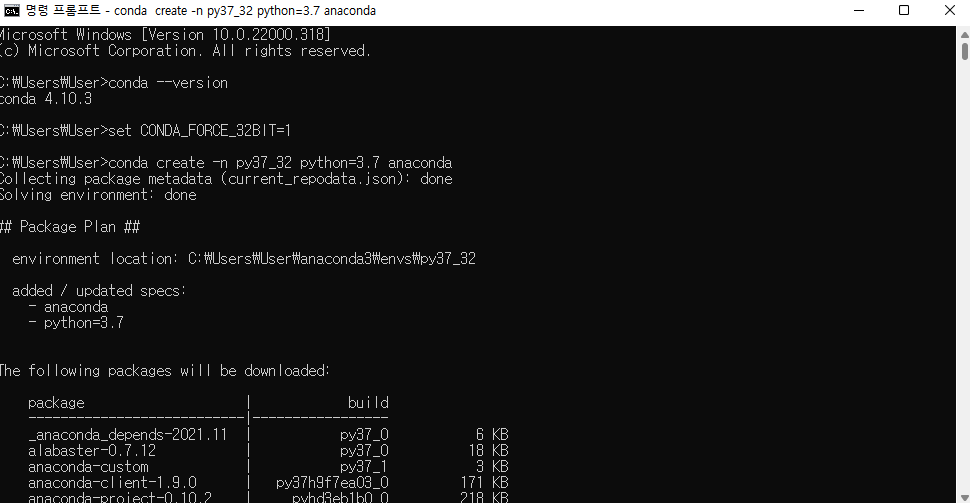 명령 프롬프트 - conda  create -n py37_32 python=3.7 anaconda
Microsoft Windows [Version 10.0.22000.318]
(c) Microsoft Corporation. All rights reserved.
C:₩Users₩User>conda --version
conda 4.10.3
C:₩Users₩User>set CONDA_FORCE_32BIT=1
C:₩Users₩User>conda create -n py37_32 python=3.7 anaconda
Collecting package metadata (current_repodata.json): done
Solving environment: done
## Package Plan ##
environment location: C:₩Users₩User₩anaconda3₩envs₩py37_32
added / updated specs:
- anaconda
- python=3.7
The following packages will be downloaded:
package | build
---------------------------|-----------------
_anaconda_depends-2021.11 | py37_0 6 KB
alabaster-0.7.12 | py37_0 18 KB
anaconda-custom | py37_1 3 KB
anaconda-client-1.9.0 | py37h9f7ea03_0 171 KB
anaconda-project-0.10.2 | pyhd3eb1b0_0 218 KB